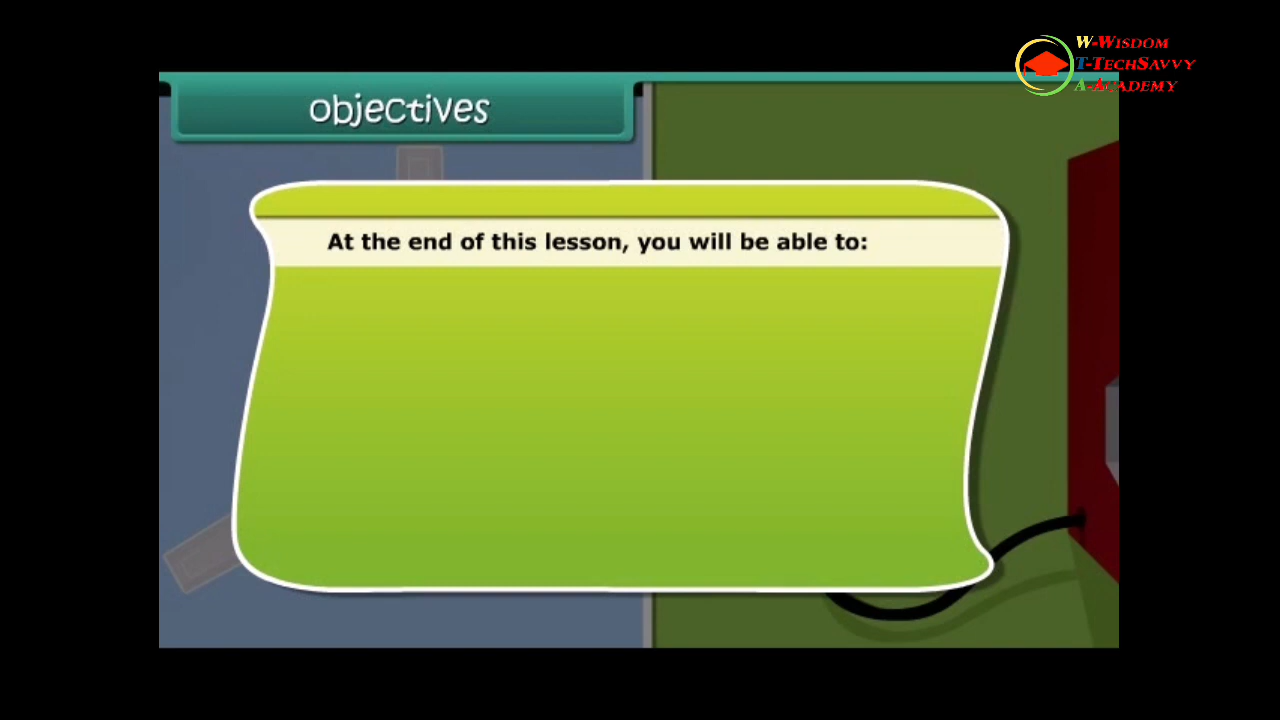 W-Wisdom
T-TechSavvy
A-Academy
objectives
At the end of this lesson, you will be able to: